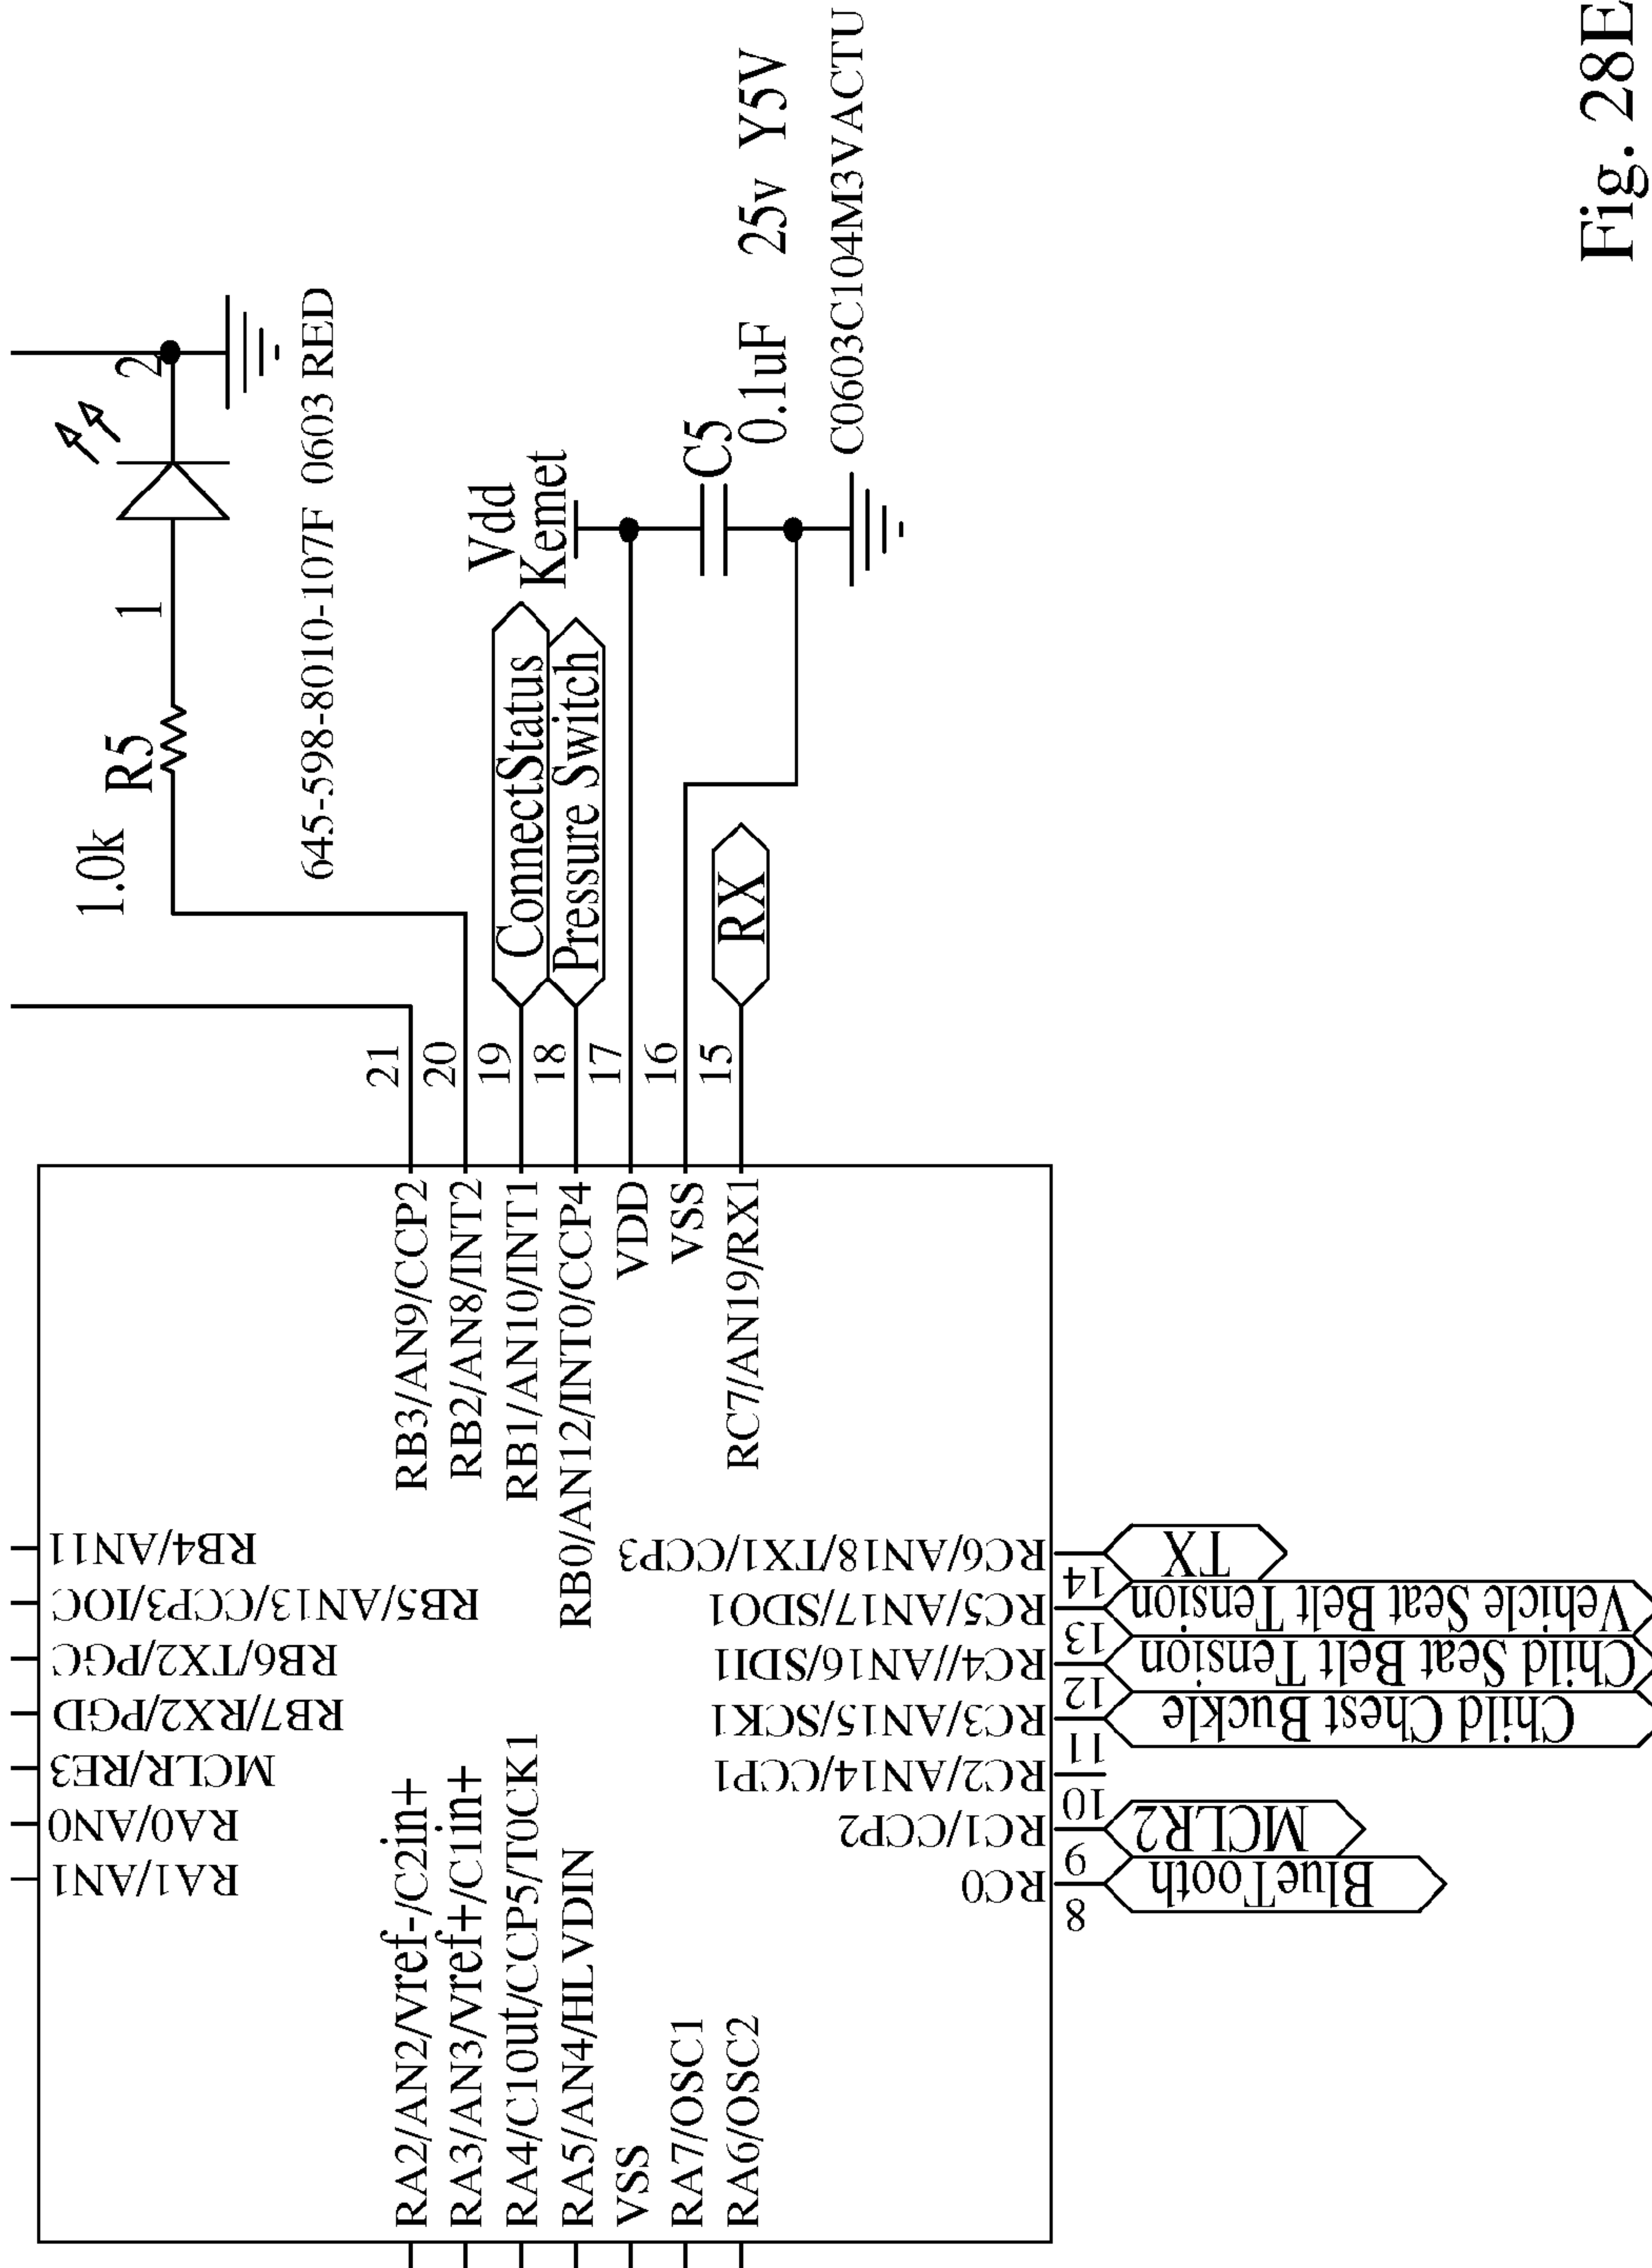 1.0k
R5
1
2
645-598-8010-107F 0603 RED
21
20
19
18
17
16
15
ConnectStatus
Pressure Switch
RX
Vdd
Kemet
C5
0.1uF 25v Y5V
C0603C104M3VACTU
RB3/AN9/CCP2
RB2/AN8/INT2
RB1/AN10/INT1
RB0/AN12/INT0/CCP4
VDD
VSS
RC7/AN19/RX1
RB4/AN11
RB5/AN13/CCP3/IOC
RB6/TX2/PGC
RB7/RX2/PGD
MCLR/RE3
RA0/AN0
RA1/AN1
RA2/AN2/Vref-/C2in+
RA3/AN3/Vref+/C1in+
RA4/C1Out/CCP5/T0CK1
RA5/AN4/HLVDIN
VSS
RA7/OSC1
RA6/OSC2
RC6/AN18/TX1/CCP3
RC5/AN17/SDO1
RC4//AN16/SDI1
RC3/AN15/SCK1
RC2/AN14/CCP1
RC1/CCP2
RC0
14
13
12
11
10
9
8
TX
Vehicle Seat Belt Tension
Child Seat Belt Tension
Child Chest Buckle
MCLR2
BlueTooth
Fig. 28E